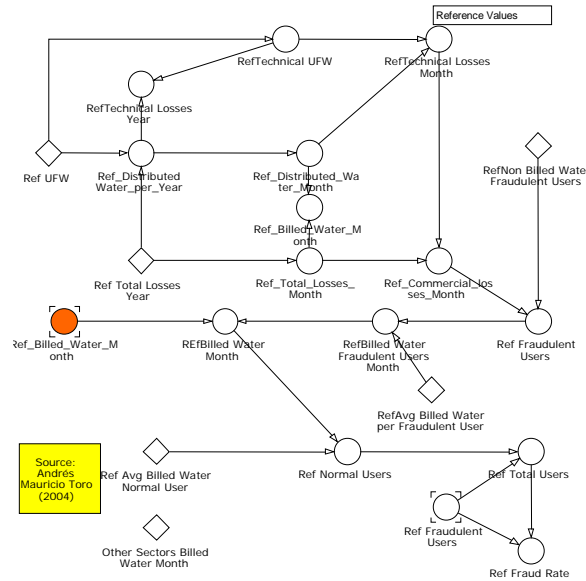 Reference Values
RefTechnical UFW
RefTechnical Losses
Month
RefTechnical Losses
Year
Ref UFW
Ref_Distributed
Water_per_Year
Ref_Distributed_Wa
ter_Month
RefNon Billed Wate
Fraudulent Users
Ref_Billed_Water_M
onth
Ref Total Losses
Year
Ref_Total_Losses_
Month
Ref_Commercial_los
ses_Month
Ref_Billed_Water_M
onth
REfBilled Water
Month
RefBilled Water
Fraudulent Users
Month
Ref Fraudulent
Users
RefAvg Billed Water
per Fraudulent User
Source:
Andrés
Mauricio Toro
(2004)
Ref Avg Billed Water
Normal User
Ref Normal Users
Ref Total Users
Ref Fraudulent
Users
Other Sectors Billed
Water Month
Ref Fraud Rate